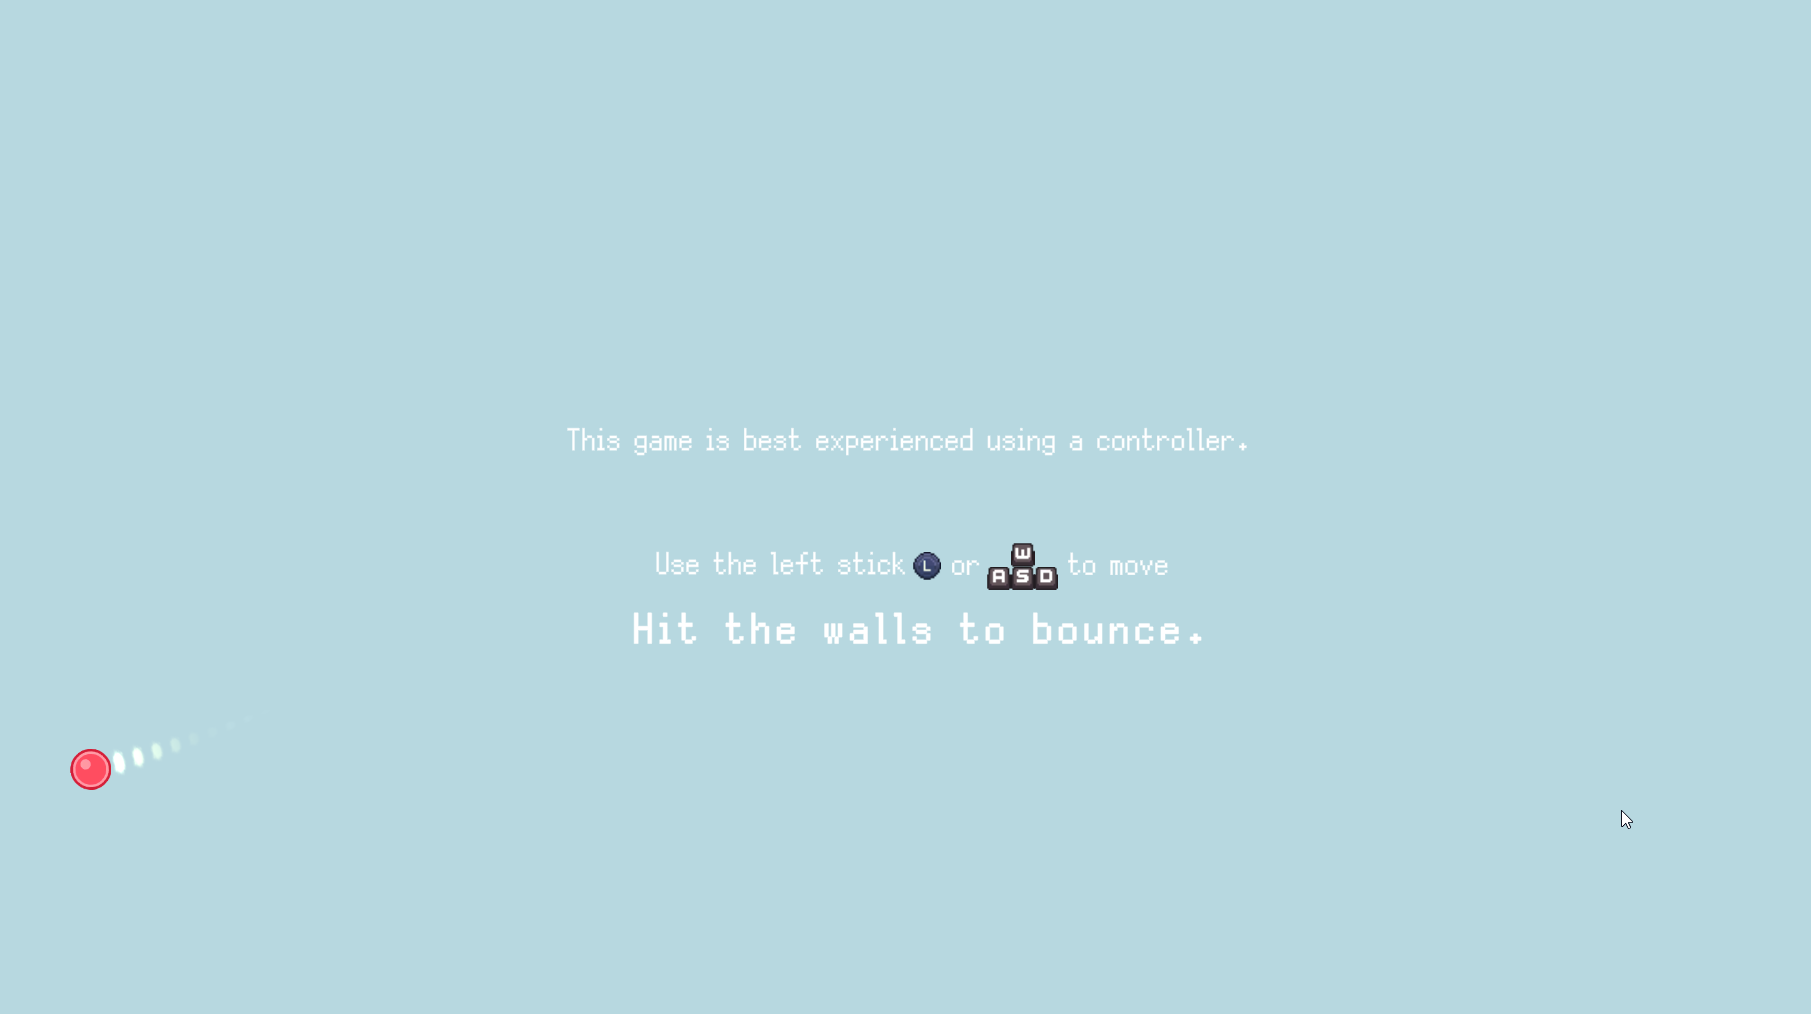 This game is best experienced using a controller.
Use the left stick L or W A S D to move
Hit the walls to bounce.